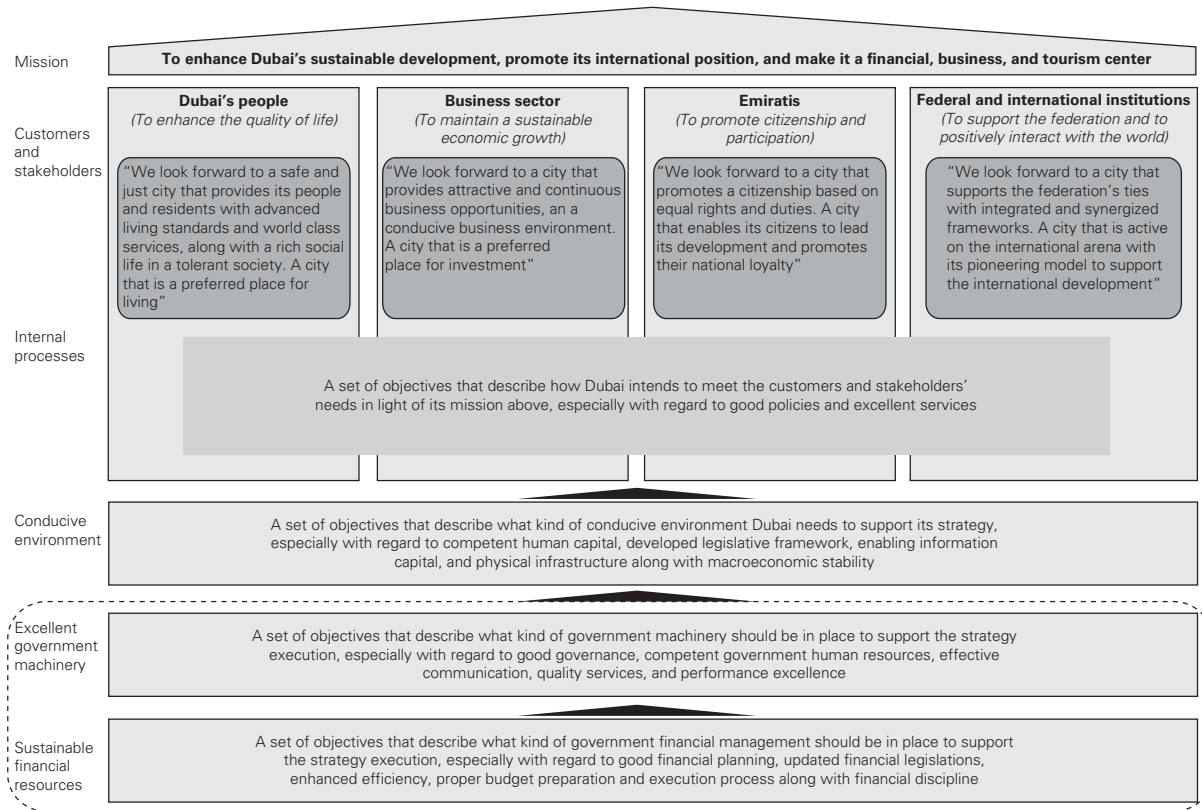 Mission
To enhance Dubai's sustainable development, promote its international position, and make it a financial, business, and tourism center
Customers
and
stakeholders
Dubai's people
(To enhance the quality of life)
"We look forward to a safe and
just city that provides its people
and residents with advanced
living standards and world class
services, along with a rich social
life in a tolerant society. A city
that is a preferred place for
living"
Business sector
(To maintain a sustainable
economic growth)
"We look forward to a city that
provides attractive and continuous
business opportunities, an a
conducive business environment.
A city that is a preferred
place for investment"
Emiratis
(To promote citizenship and
participation)
"We look forward to a city that
promotes a citizenship based on
equal rights and duties. A city
that enables its citizens to lead
its development and promotes
their national loyalty"
Federal and international institutions
(To support the federation and to
positively interact with the world)
"We look forward to a city that
supports the federation's ties
with integrated and synergized
frameworks. A city that is active
on the international arena with
its pioneering model to support
the international development"
Internal
processes
A set of objectives that describe how Dubai intends to meet the customers and stakeholders'
needs in light of its mission above, especially with regard to good policies and excellent services
Conducive
environment
A set of objectives that describe what kind of conducive environment Dubai needs to support its strategy,
especially with regard to competent human capital, developed legislative framework, enabling information
capital, and physical infrastructure along with macroeconomic stability
Excellent
government
machinery
A set of objectives that describe what kind of government machinery should be in place to support the strategy
execution, especially with regard to good governance, competent government human resources, effective
communication, quality services, and performance excellence
Sustainable
financial
resources
A set of objectives that describe what kind of government financial management should be in place to support
the strategy execution, especially with regard to good financial planning, updated financial legislations,
enhanced efficiency, proper budget preparation and execution process along with financial discipline